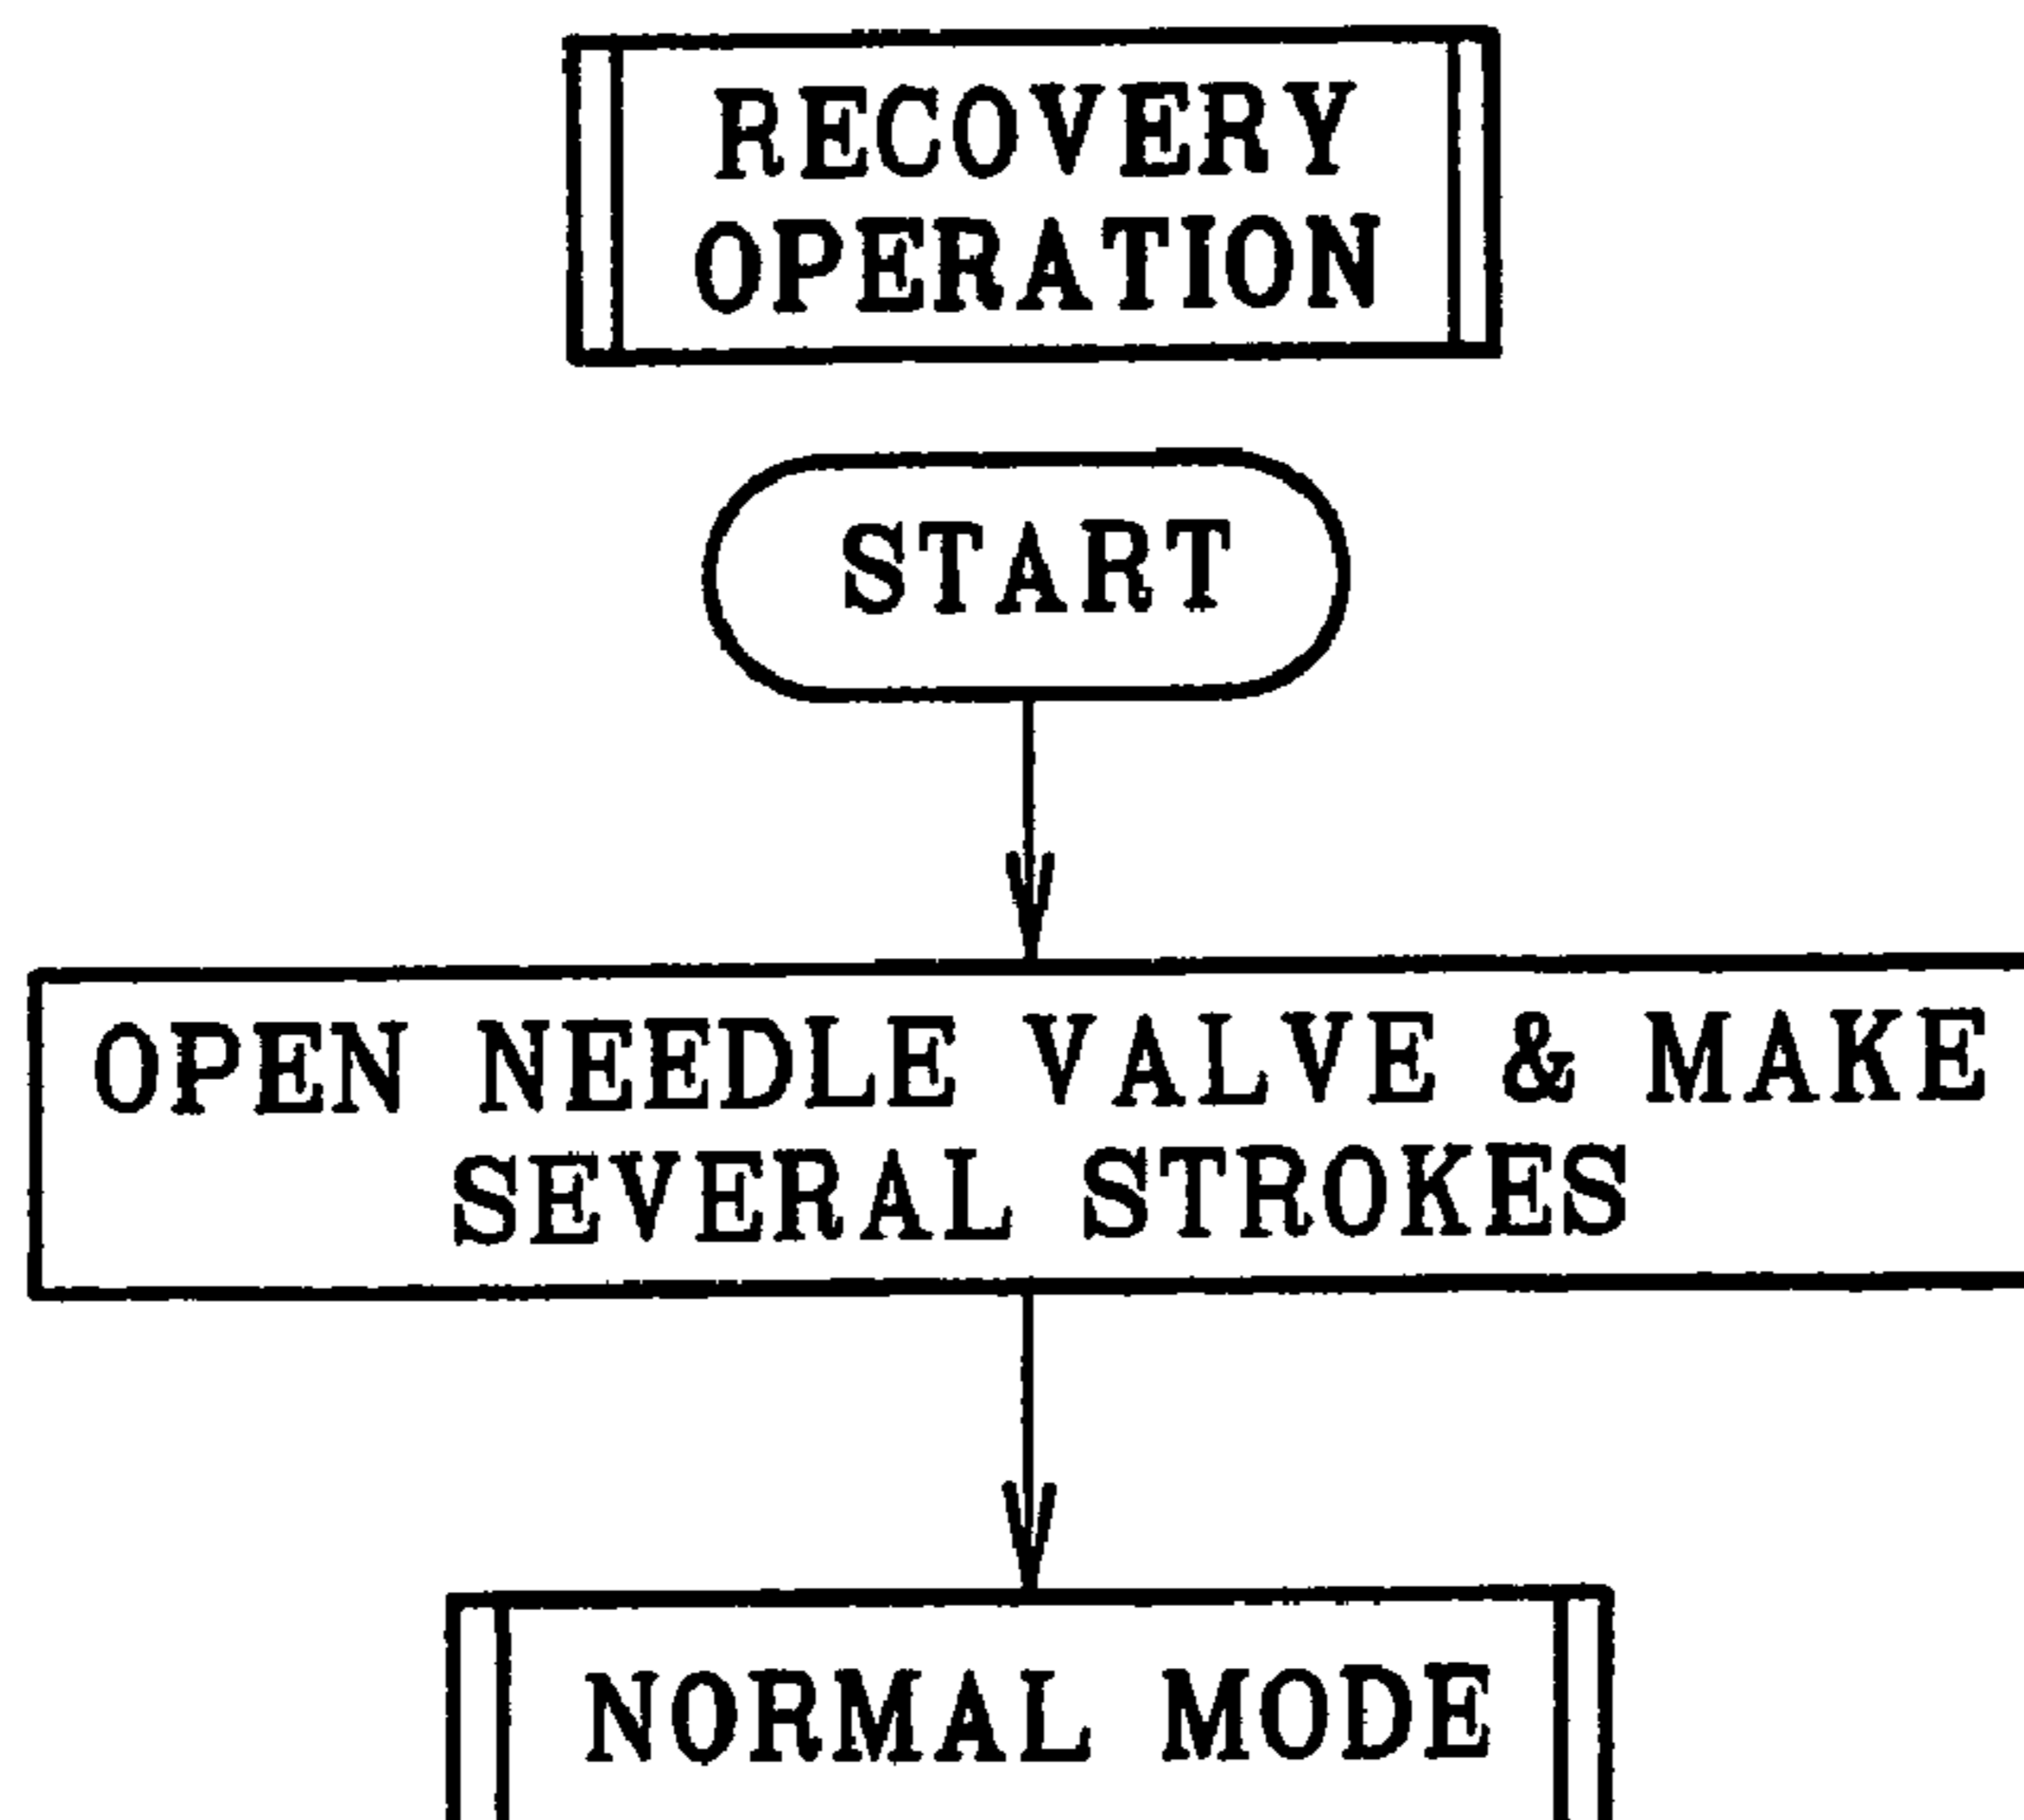 RECOVERY
OPERATION
START
OPEN NEEDLE VALVE & MAKE
SEVERAL STROKES
NORMAL MODE